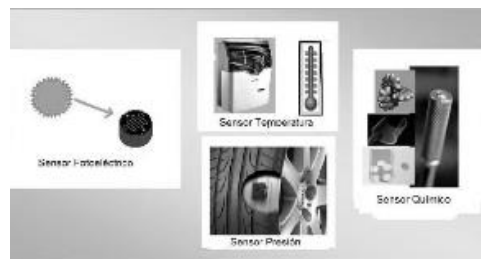 Sensor Fotoeléctrico
Sensor Temperatura
Sensor Presión
Sensor Químico